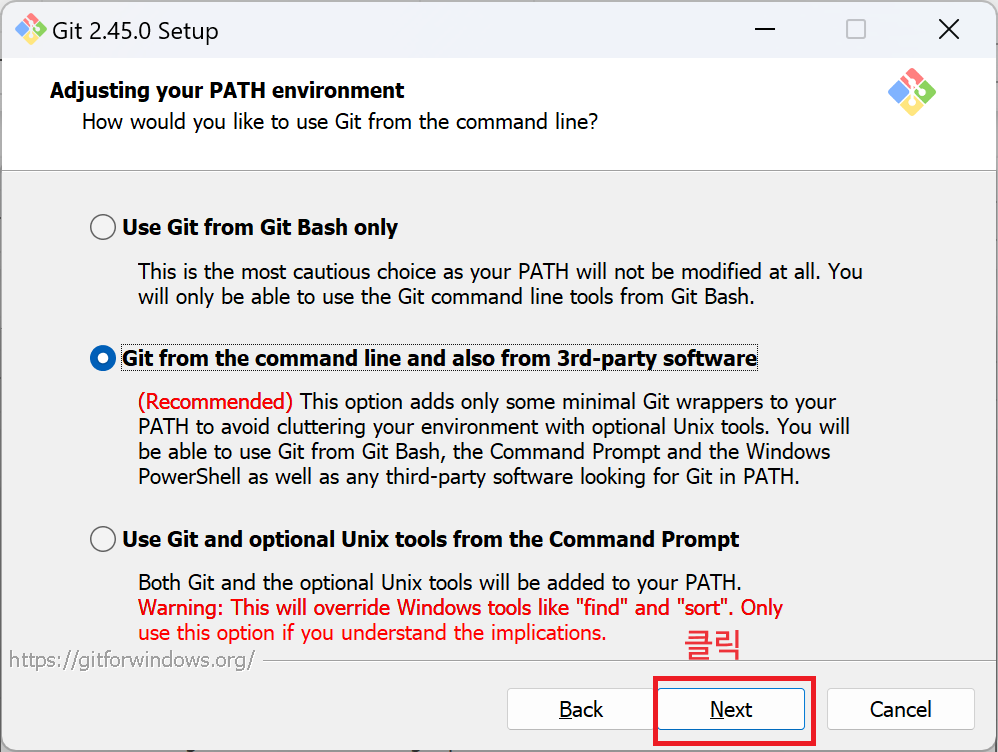 Git 2.45.0 Setup
Adjusting your PATH environment
How would you like to use Git from the command line?
Use Git from Git Bash only
This is the most cautious choice as your PATH will not be modified at all. You
will only be able to use the Git command line tools from Git Bash.
Git from the command line and also from 3rd-party software
(Recommended) This option adds only some minimal Git wrappers to your
PATH to avoid cluttering your environment with optional Unix tools. You will
be able to use Git from Git Bash, the Command Prompt and the Windows
PowerShell as well as any third-party software looking for Git in PATH.
Use Git and optional Unix tools from the Command Prompt
Both Git and the optional Unix tools will be added to your PATH.
Warning: This will override Windows tools like "find" and "sort". Only
use this option if you understand the implications.
클릭
https://gitforwindows.org/
Back
Next
Cancel